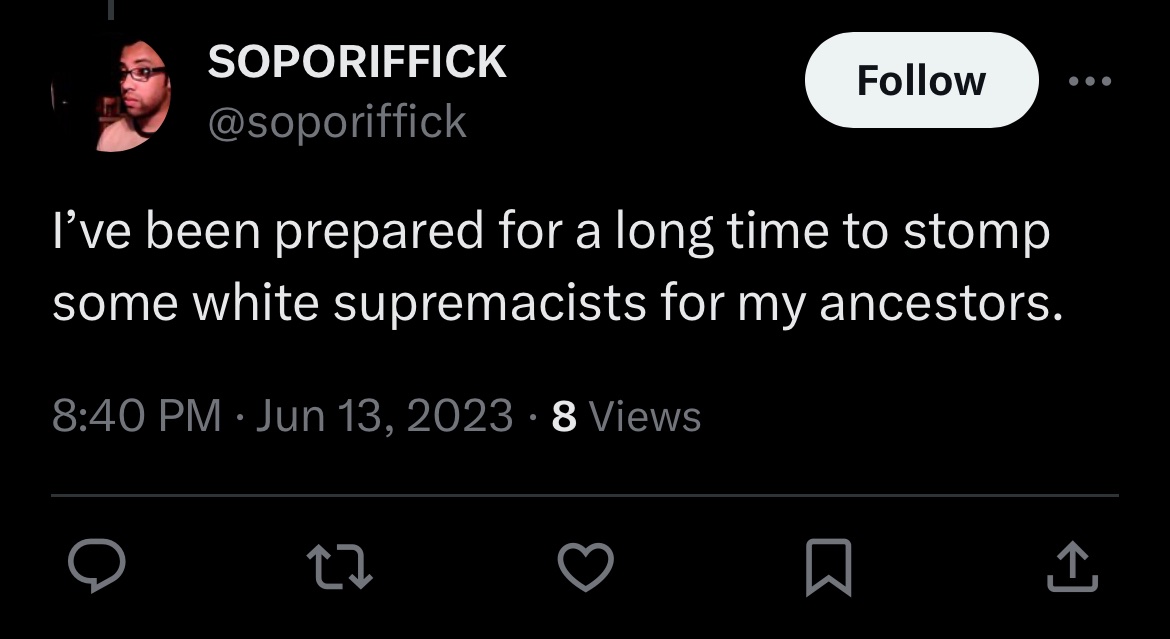 SOPORIFFICK
@soporiffick
Follow
I’ve been prepared for a long time to stomp
some white supremacists for my ancestors.
8:40 PM · Jun 13, 2023 · 8 Views